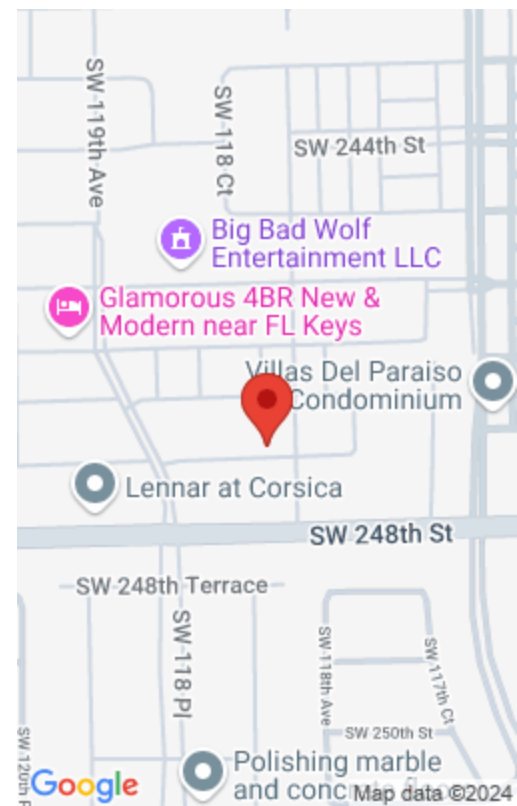 SW 119th Ave
SW 118 Ct
SW 244th St
Big Bad Wolf
Entertainment LLC
Glamorous 4BR New &
Modern near FL Keys
Villas Del Paraiso
Condominium
Lennar at Corsica
SW 248th St
SW 248th Terrace
SW 118 Pl
SW 118th Ave
SW 117th Ct
SW 250th St
SW 120th
Polishing marble
and
Google
Map data ©2024